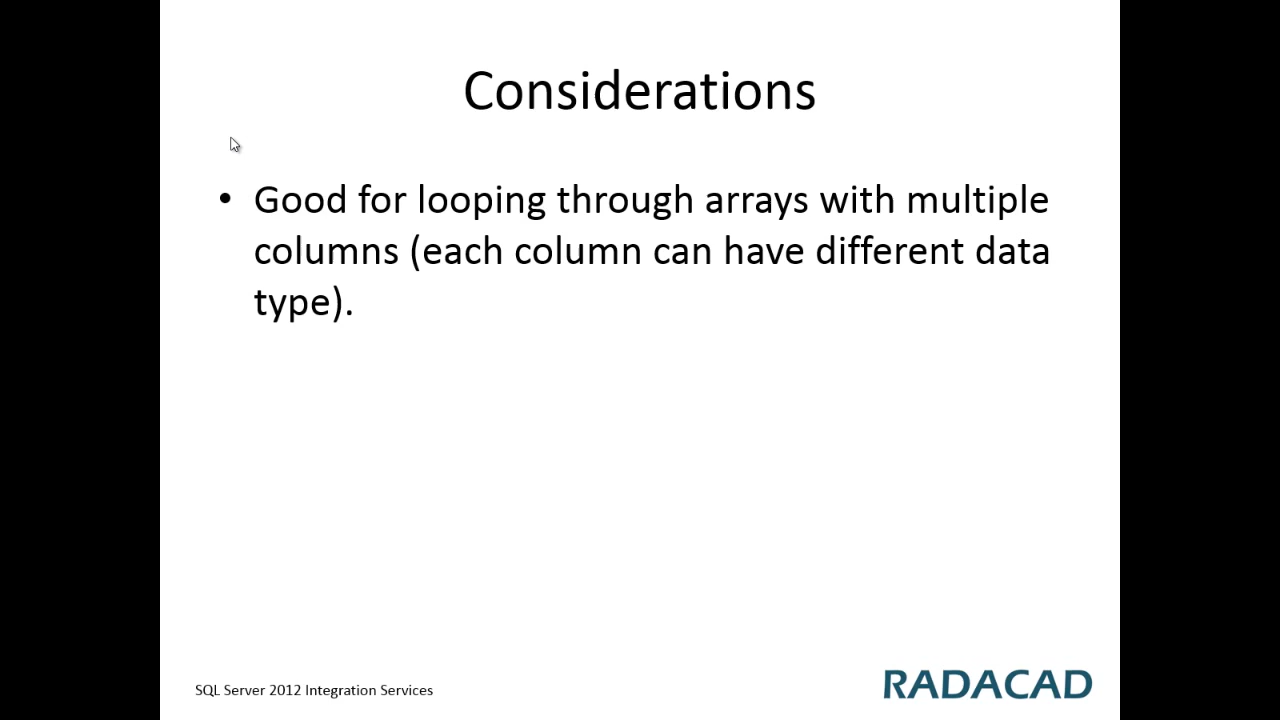 Considerations
• Good for looping through arrays with multiple
columns (each column can have different data
type).
SQL Server 2012 Integration Services
RADACAD